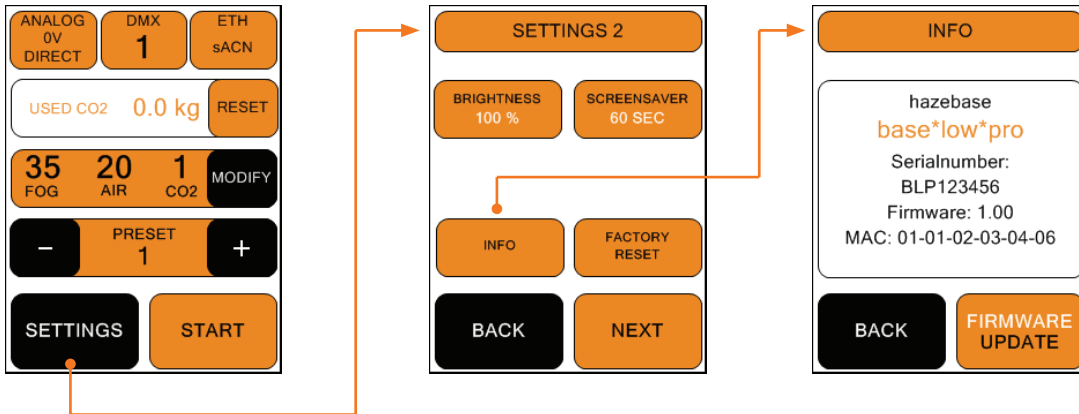 ANALOG
0V
DIRECT
DMX
1
ETH
sACN
USED CO2 0.0 kg RESET
35 20 1
FOG AIR CO2
MODIFY
- PRESET +
1
SETTINGS START
SETTINGS 2
BRIGHTNESS
100 %
SCREENSAVER
60 SEC
INFO
FACTORY
RESET
BACK NEXT
INFO
hazebase
base*low*pro
Serialnumber:
BLP123456
Firmware: 1.00
MAC: 01-01-02-03-04-06
BACK
FIRMWARE
UPDATE